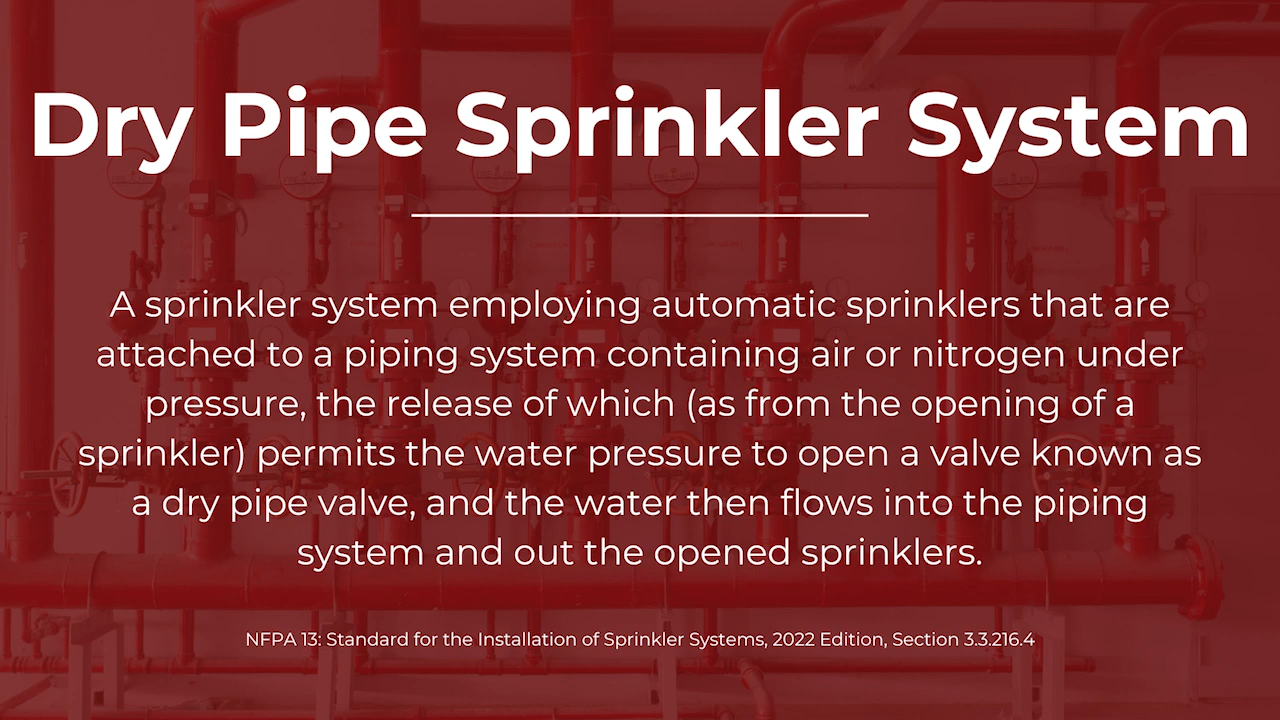 Dry Pipe Sprinkler System
A sprinkler system employing automatic sprinklers that are
attached to a piping system containing air or nitrogen under
pressure, the release of which (as from the opening of a
sprinkler) permits the water pressure to open a valve known as
a dry pipe valve, and the water then flows into the piping
system and out the opened sprinklers.
NFPA 13: Standard for the Installation of Sprinkler Systems, 2022 Edition, Section 3.3.216.4